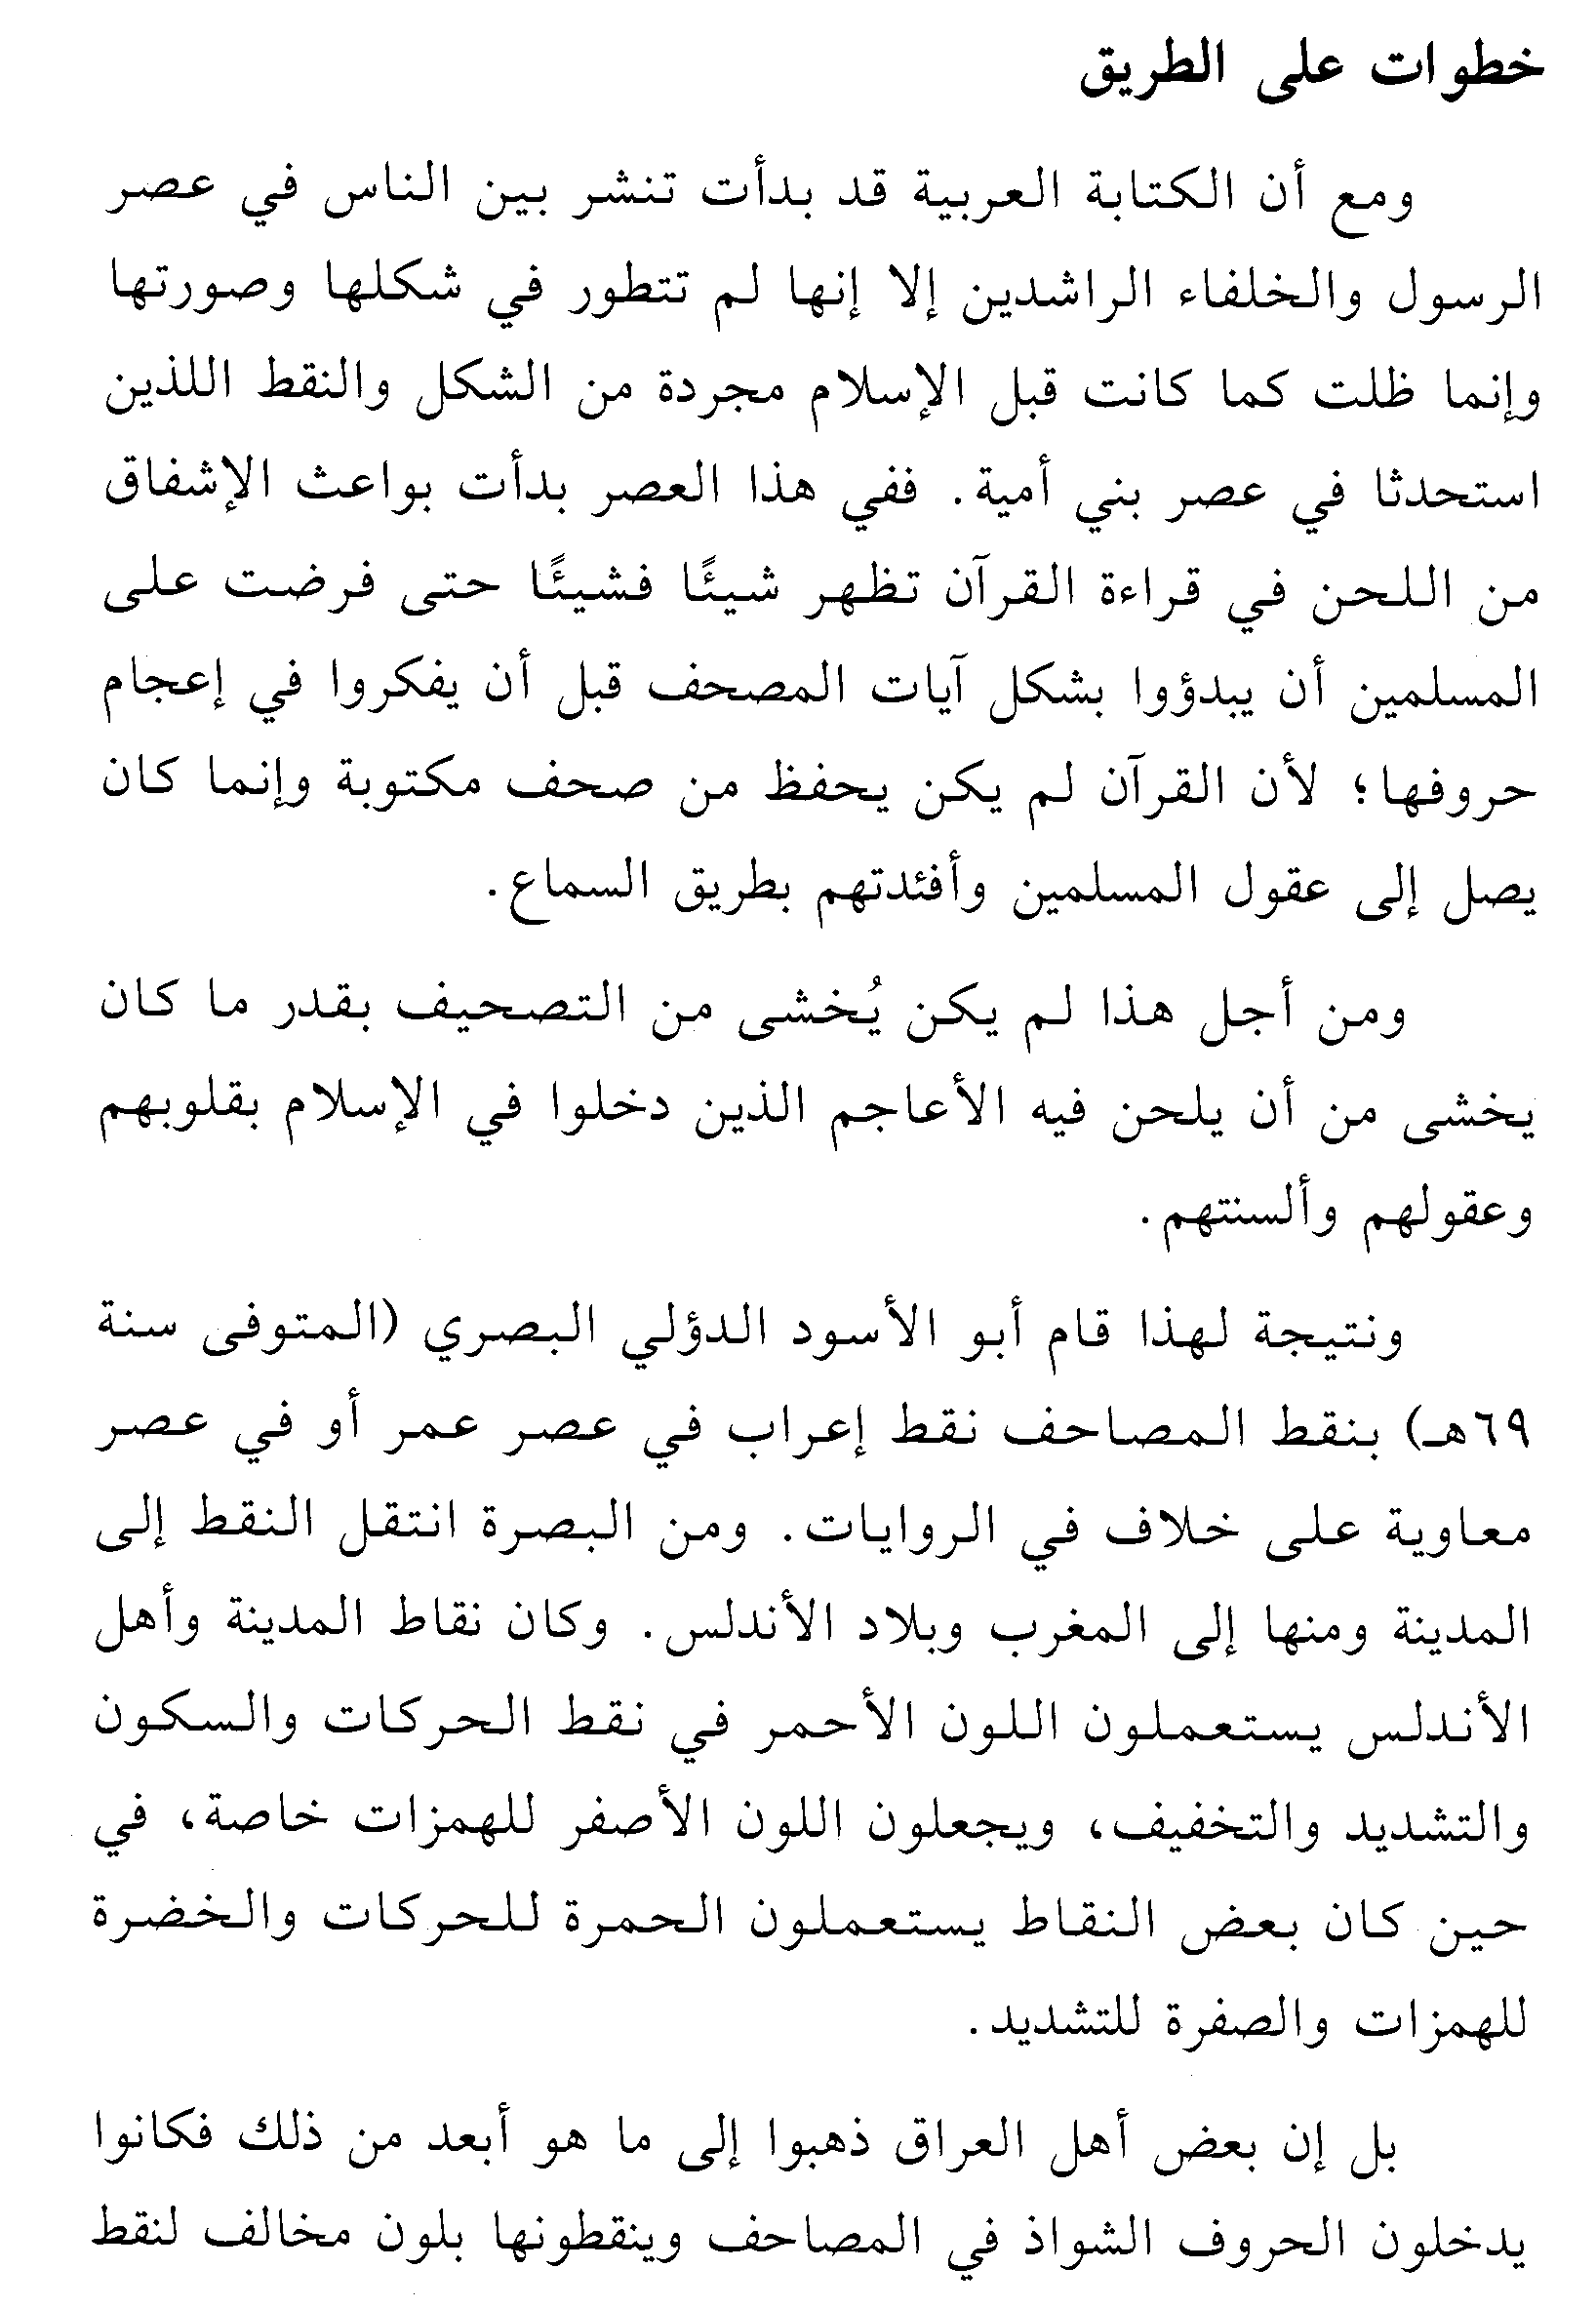 خطوات على الطريق
ومع أن الكتابة العربية قد بدأت تنشر بين الناس في عصر
الرسول والخلفاء الراشدين إلا إنها لم تتطور في شكلها وصورتها
وإنما ظلت كما كانت قبل الإسلام مجردة من الشكل والنقط اللذين
استحدثا في عصر بني أمية. ففي هذا العصر بدأت بواعث الإشفاق
من اللحن في قراءة القرآن تظهر شيئًا فشيئًا حتى فرضت على
المسلمين أن يبدؤوا بشكل آيات المصحف قبل أن يفكروا في إعجام
حروفها؛ لأن القرآن لم يكن يحفظ من صحف مكتوبة وإنما كان
يصل إلى عقول المسلمين وأفئدتهم بطريق السماع.
ومن أجل هذا لم يكن يُخشى من التصحيف بقدر ما كان
يخشى من أن يلحن فيه الأعاجم الذين دخلوا في الإسلام بقلوبهم
وعقولهم وألسنتهم.
ونتيجة لهذا قام أبو الأسود الدؤلي البصري (المتوفى سنة
٦٩هـ) بنقط المصاحف نقط إعراب في عصر عمر أو في عصر
معاوية على خلاف في الروايات. ومن البصرة انتقل النقط إلى
المدينة ومنها إلى المغرب وبلاد الأندلس. وكان نقاط المدينة وأهل
الأندلس يستعملون اللون الأحمر في نقط الحركات والسكون
والتشديد والتخفيف، ويجعلون اللون الأصفر للهمزات خاصة، في
حين كان بعض النقاط يستعملون الحمرة للحركات والخضرة
للهمزات والصفرة للتشديد.
بل إن بعض أهل العراق ذهبوا إلى ما هو أبعد من ذلك فكانوا
يدخلون الحروف الشواذ في المصاحف وينقطونها بلون مخالف لنقط